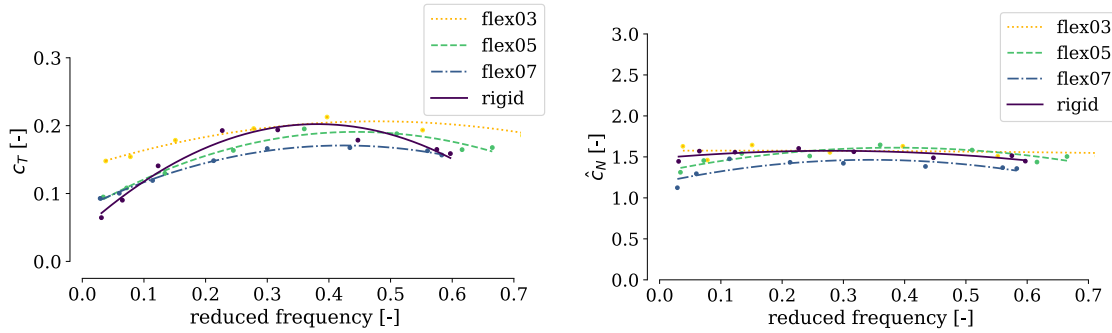 flex03
flex05
flex07
rigid
0.3
0.2
0.1
0.0
c_T [-]
0.0 0.1 0.2 0.3 0.4 0.5 0.6 0.7
reduced frequency [-]
flex03
flex05
flex07
rigid
3.0
2.5
2.0
1.5
1.0
0.5
0.0
ĉ_N [-]
0.0 0.1 0.2 0.3 0.4 0.5 0.6 0.7
reduced frequency [-]